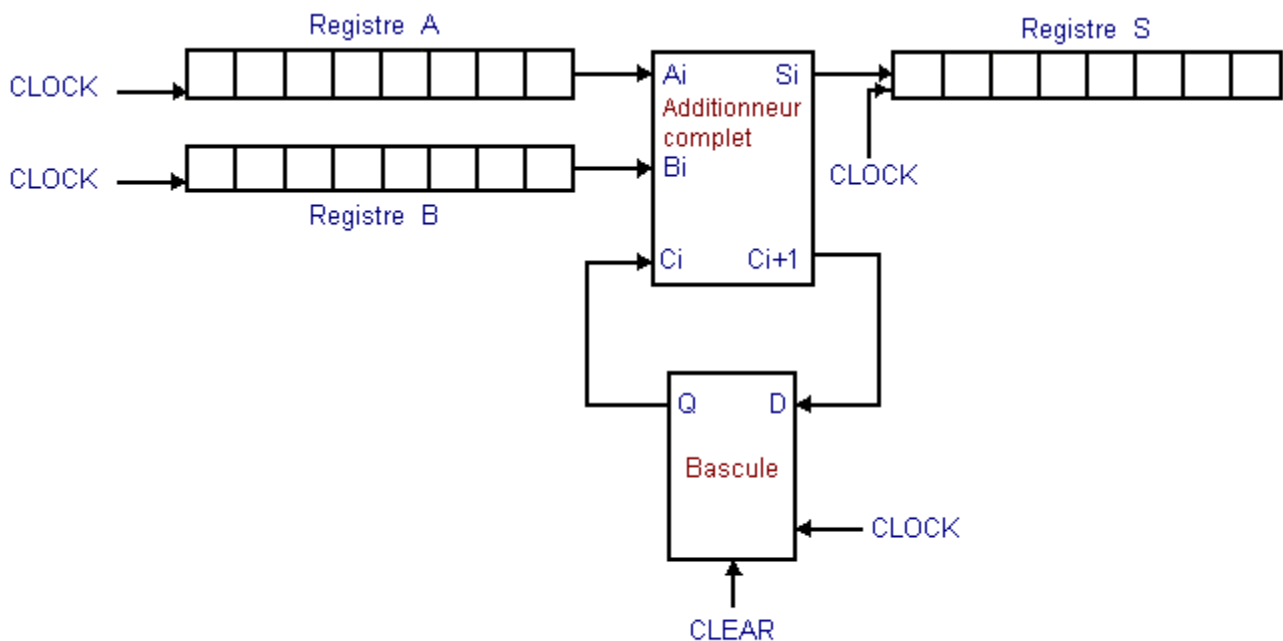 Registre A
Registre S
CLOCK
Ai
Si
Additionneur
complet
CLOCK
Bi
CLOCK
Registre B
Ci
Ci+1
Q
D
Bascule
CLOCK
CLEAR